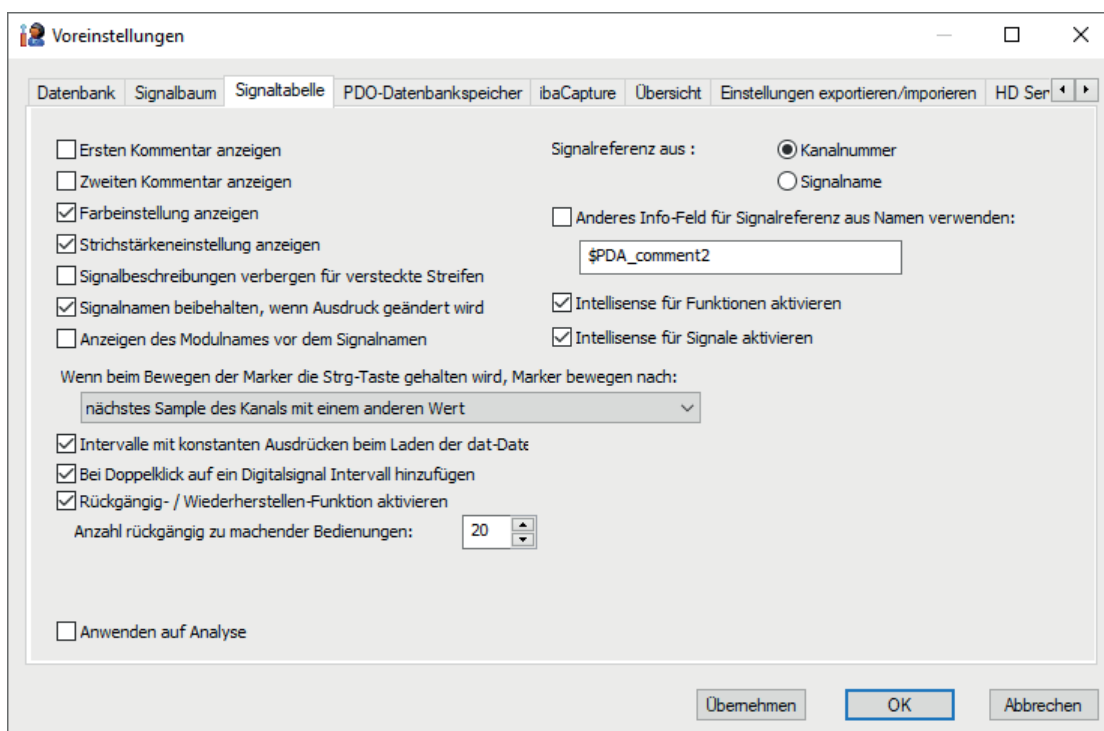 Voreinstellungen
Datenbank Signalbaum Signaltabelle PDO-Datenbankspeicher ibaCapture Übersicht Einstellungen exportieren/imporieren HD Ser
Ersten Kommentar anzeigen
Zweiten Kommentar anzeigen
Farbeinstellung anzeigen
Strichstärkeneinstellung anzeigen
Signalbeschreibungen verbergen für versteckte Streifen
Signalnamen beibehalten, wenn Ausdruck geändert wird
Anzeigen des Modulnames vor dem Signalnamen
Signalreferenz aus :
Kanalnummer
Signalname
Anderes Info-Feld für Signalreferenz aus Namen verwenden:
$PDA_comment2
Intellisense für Funktionen aktivieren
Intellisense für Signale aktivieren
Wenn beim Bewegen der Marker die Strg-Taste gehalten wird, Marker bewegen nach:
nächstes Sample des Kanals mit einem anderen Wert
Intervalle mit konstanten Ausdrücken beim Laden der dat-Date
Bei Doppelklick auf ein Digitalsignal Intervall hinzufügen
Rückgängig- / Wiederherstellen-Funktion aktivieren
Anzahl rückgängig zu machender Bedienungen: 20
Anwenden auf Analyse
Übernehmen OK Abbrechen